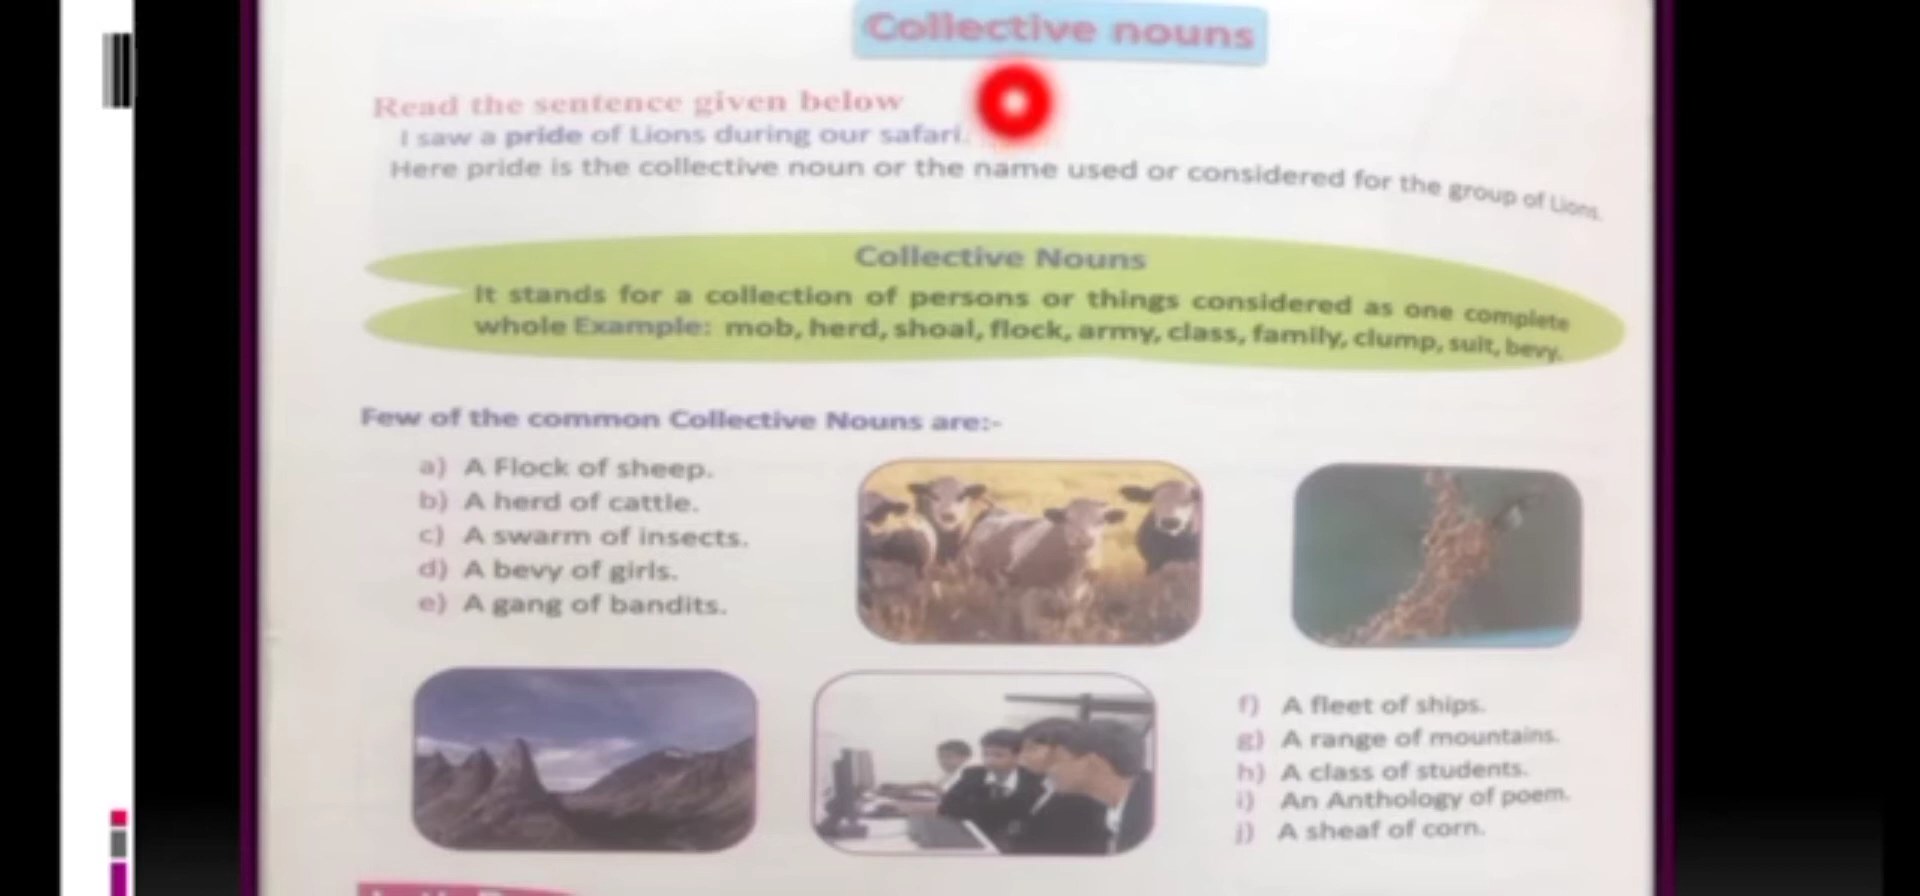 Collective nouns
Read the sentence given below
I saw a pride of Lions during our safari.
Here pride is the collective noun or the name used or considered for the group of Lions.
Collective Nouns
It stands for a collection of persons or things considered as one complete
whole Example: mob, herd, shoal, flock, army, class, family, clump, suit, bevy.
Few of the common Collective Nouns are:-
a) A Flock of sheep.
b) A herd of cattle.
c) A swarm of insects.
d) A bevy of girls.
e) A gang of bandits.
f) A fleet of ships.
g) A range of mountains.
h) A class of students.
i) An Anthology of poem.
j) A sheaf of corn.